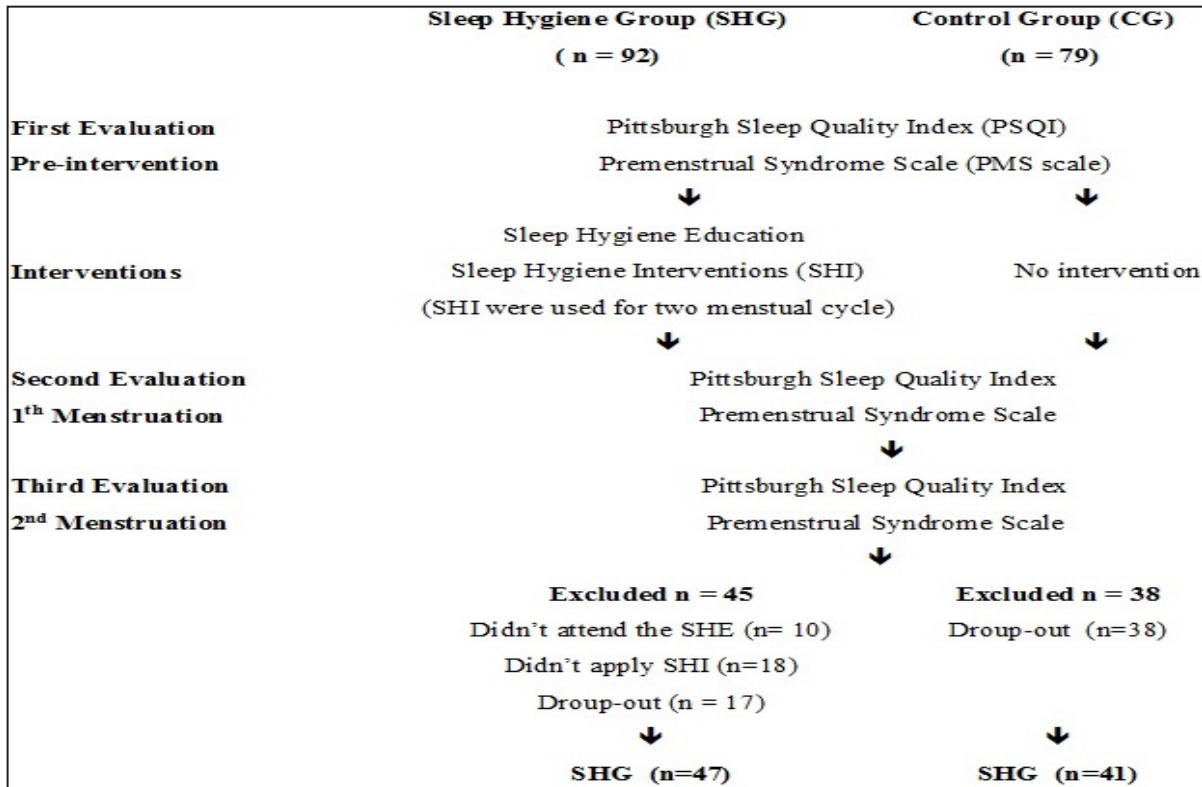 Sleep Hygiene Group (SHG) Control Group (CG)
( n = 92) (n = 79)
First Evaluation Pittsburgh Sleep Quality Index (PSQI)
Pre-intervention Premenstrual Syndrome Scale (PMS scale)
Sleep Hygiene Education
Interventions Sleep Hygiene Interventions (SHI) No intervention
(SHI were used for two menstual cycle)
Second Evaluation Pittsburgh Sleep Quality Index
1th Menstruation Premenstrual Syndrome Scale
Third Evaluation Pittsburgh Sleep Quality Index
2nd Menstruation Premenstrual Syndrome Scale
Excluded n = 45 Excluded n = 38
Didn't attend the SHE (n= 10) Droup-out (n=38)
Didn't apply SHI (n=18)
Droup-out (n = 17)
SHG (n=47) SHG (n=41)